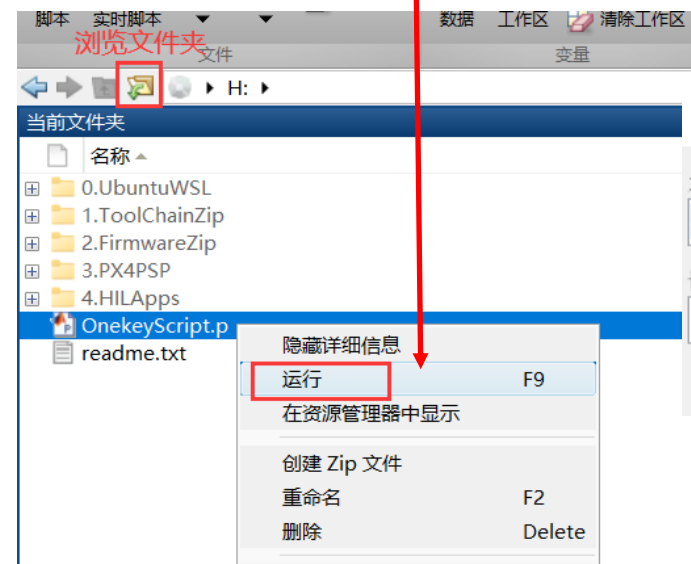 脚本 实时脚本 数据 工作区 清除工作区
浏览文件夹
文件 变量
H:
当前文件夹
名称
0.UbuntuWSL
1.ToolChainZip
2.FirmwareZip
3.PX4PSP
4.HILApps
OnekeyScript.p
readme.txt
隐藏详细信息
运行 F9
在资源管理器中显示
创建 Zip 文件
重命名 F2
删除 Delete